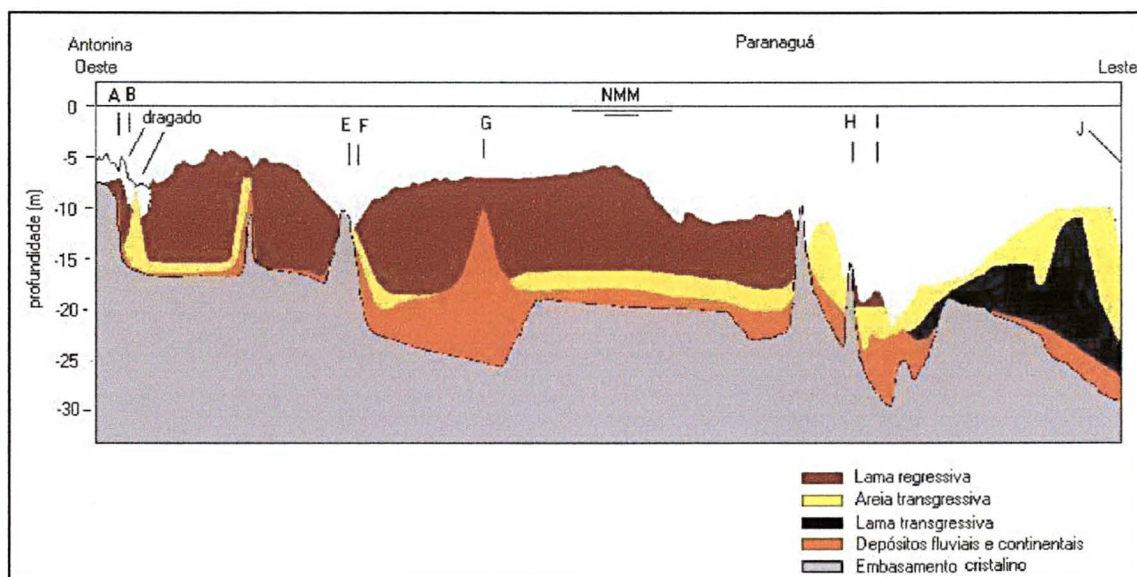 Antonina
Oeste
Paranaguá
Leste
A B
dragado
E F
G
NMM
H I
J
profundidade (m)
0
-5
-10
-15
-20
-25
-30
Lama regressiva
Areia transgressiva
Lama transgressiva
Depósitos fluviais e continentais
Embasamento cristalino